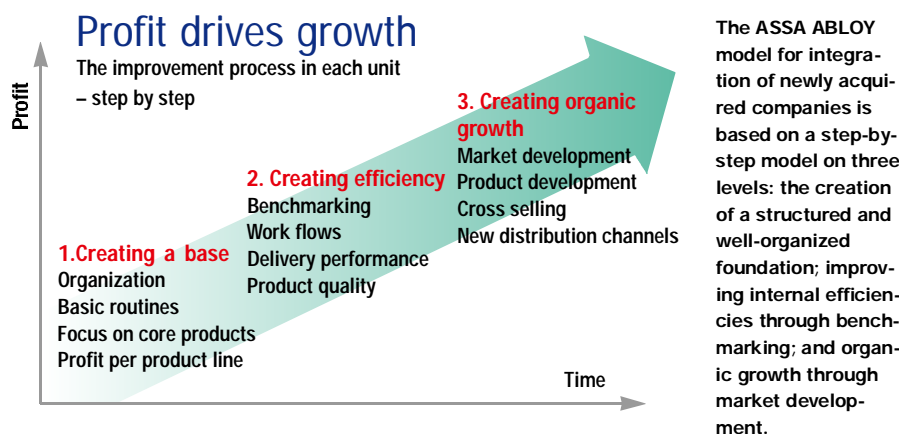 Profit drives growth
The improvement process in each unit
– step by step
Profit
1.Creating a base
Organization
Basic routines
Focus on core products
Profit per product line
2. Creating efficiency
Benchmarking
Work flows
Delivery performance
Product quality
3. Creating organic
growth
Market development
Product development
Cross selling
New distribution channels
Time
The ASSA ABLOY
model for integra-
tion of newly acqui-
red companies is
based on a step-by-
step model on three
levels: the creation
of a structured and
well-organized
foundation; improv-
ing internal efficien-
cies through bench-
marking; and organ-
ic growth through
market develop-
ment.